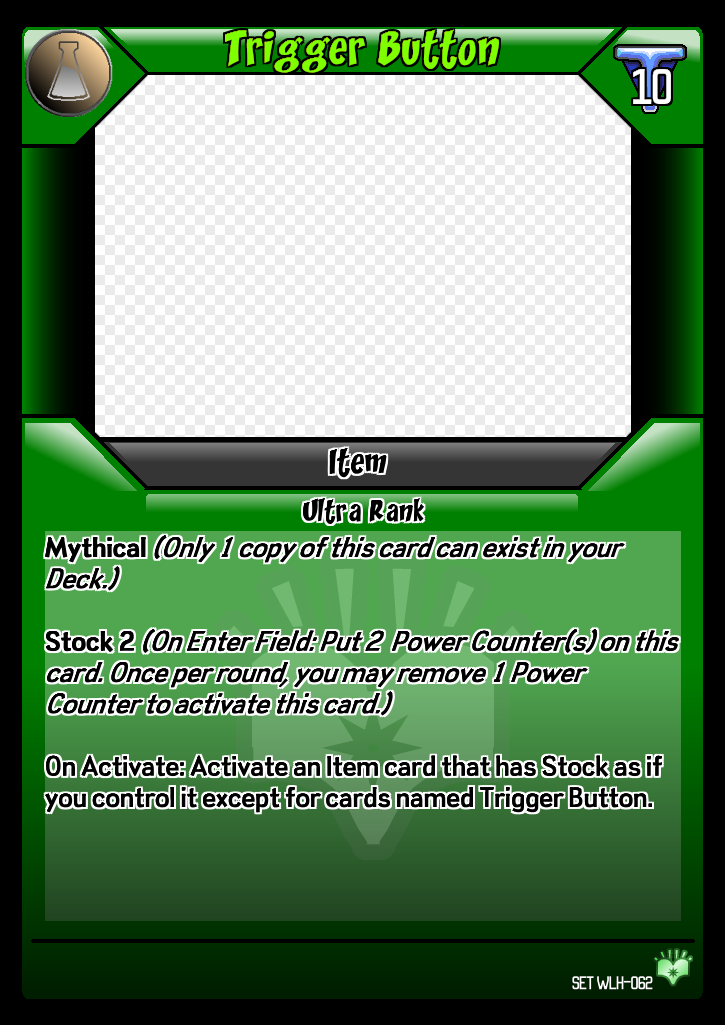 Trigger Button
10
Item
Ultra Rank
Mythical (Only 1 copy of this card can exist in your
Deck.)
Stock 2 (On Enter Field: Put 2 Power Counter(s) on this
card. Once per round, you may remove 1 Power
Counter to activate this card.)
On Activate: Activate an Item card that has Stock as if
you control it except for cards named Trigger Button.
SET WLH-062